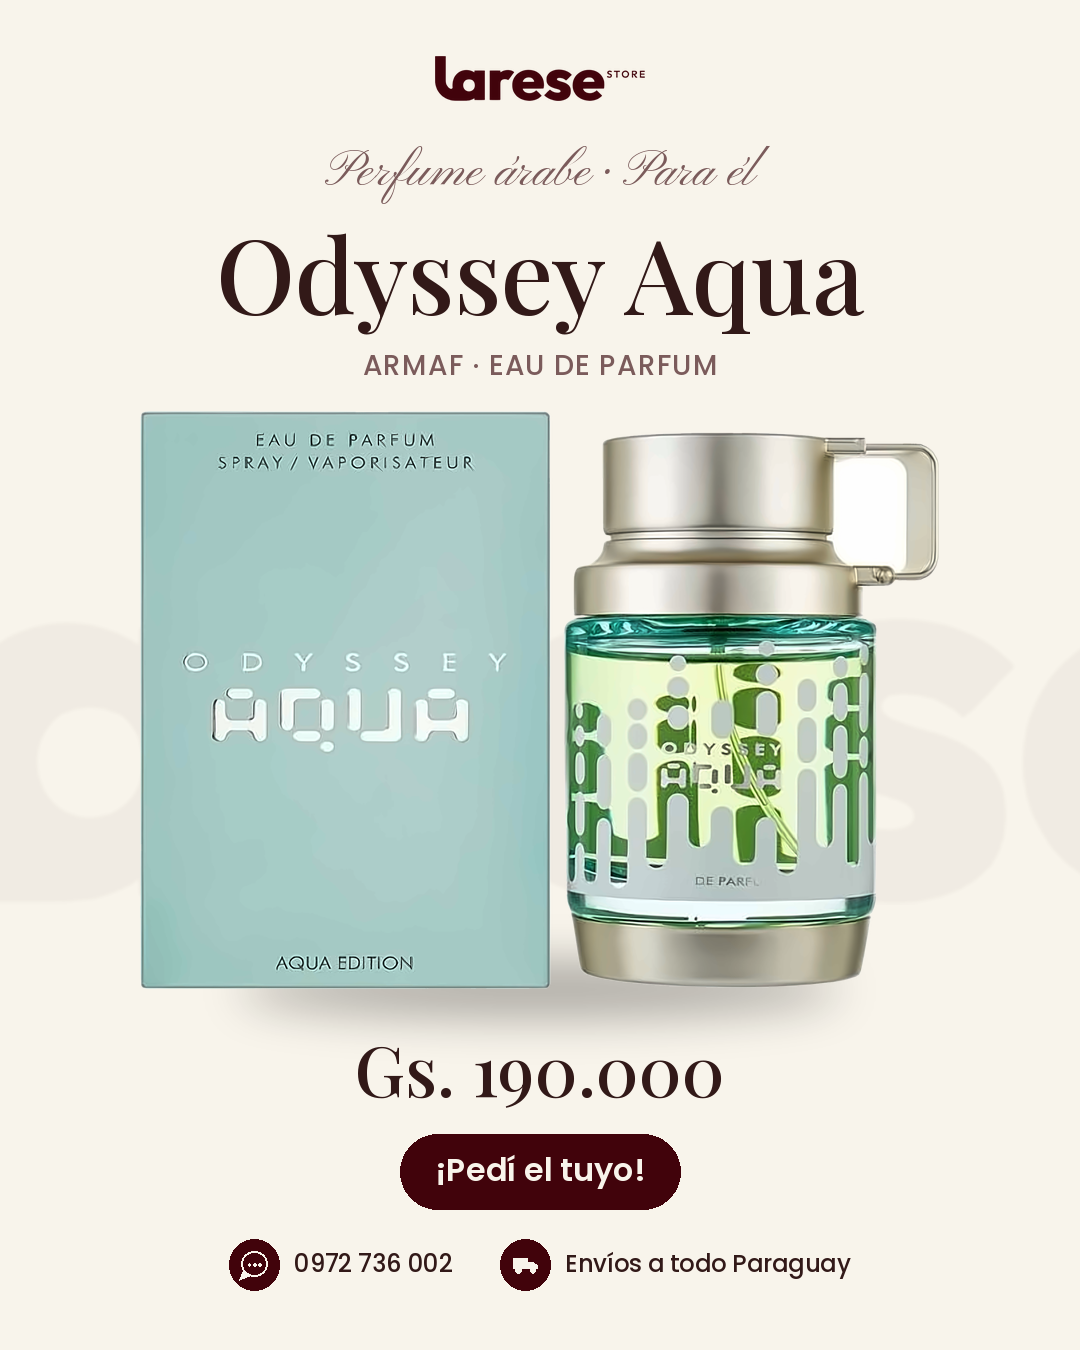 larese STORE
Perfume árabe · Para él
Odyssey Aqua
ARMAF · EAU DE PARFUM
EAU DE PARFUM
SPRAY / VAPORISATEUR
ODYSSEY
AQUA
AQUA EDITION
ODYSSEY
AQUA
DE PARFU
Gs. 190.000
¡Pedí el tuyo!
0972 736 002
Envíos a todo Paraguay